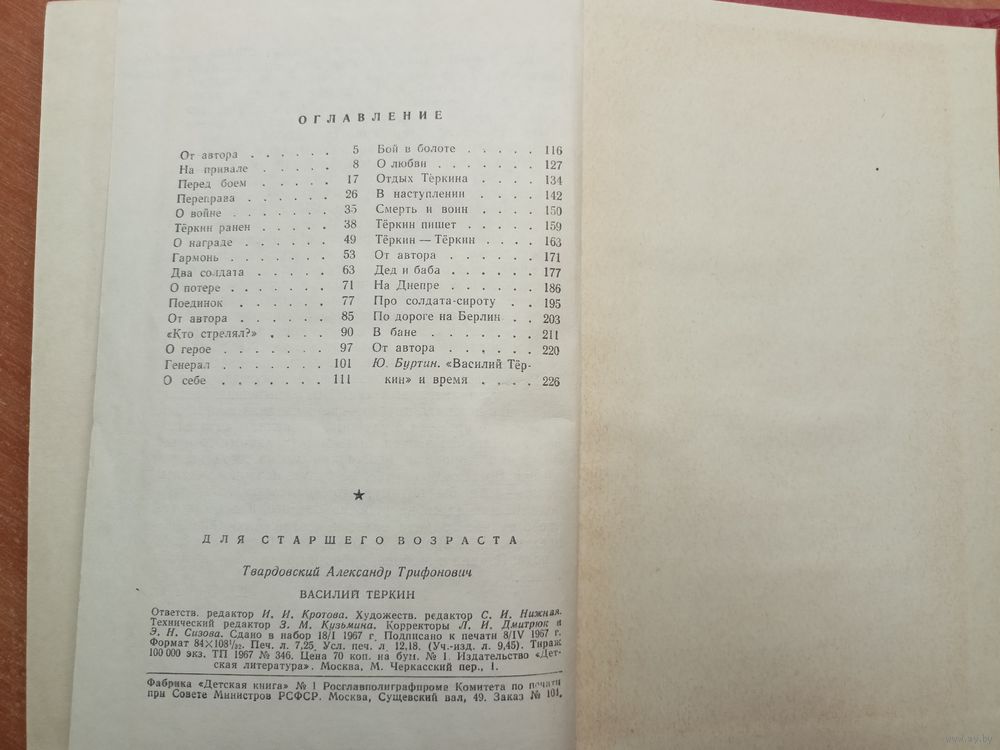 ОГЛАВЛЕНИЕ
От автора . . . . . . 5
На привале . . . . . 8
Перед боем . . . . . 17
Переправа . . . . . . 26
О войне . . . . . . . 35
Тёркин ранен . . . . . 38
О награде . . . . . . 49
Гармонь . . . . . . . 53
Два солдата . . . . . 63
О потере . . . . . . . 71
Поединок . . . . . . 77
От автора . . . . . . 85
«Кто стрелял?» . . . . 90
О герое . . . . . . . 97
Генерал . . . . . . . 101
О себе . . . . . . . 111
Бой в болоте . . . . . 116
О любви . . . . . . . 127
Отдых Тёркина . . . . 134
В наступлении . . . . 142
Смерть и воин . . . . 150
Тёркин пишет . . . . . 159
Тёркин — Тёркин . . . . 163
От автора . . . . . . 171
Дед и баба . . . . . . 177
На Днепре . . . . . . 186
Про солдата-сироту . . 195
По дороге на Берлин . . 203
В бане . . . . . . . 211
От автора . . . . . . 220
Ю. Буртин. «Василий Тёр-
кин» и время . . . . 226
ДЛЯ СТАРШЕГО ВОЗРАСТА
Твардовский Александр Трифонович
ВАСИЛИЙ ТЕРКИН
Ответств. редактор И. И. Кротова. Художеств. редактор С. И. Нижная.
Технический редактор З. М. Кузьмина. Корректоры Л. И. Дмитрюк и
Э. Н. Сизова. Сдано в набор 18/I 1967 г. Подписано к печати 8/IV 1967 г.
Формат 84×108¹/₃₂. Печ. л. 7,25. Усл. печ. л. 12,18. (Уч.-изд. л. 9,45). Тираж
100 000 экз. ТП 1967 № 346. Цена 70 коп. на бум. № 1. Издательство «Дет-
ская литература». Москва, М. Черкасский пер., 1.
Фабрика «Детская книга» № 1 Росглавполиграфпрома Комитета по печати
при Совете Министров РСФСР. Москва, Сущевский вал, 49. Заказ № 101.
www.ay.by